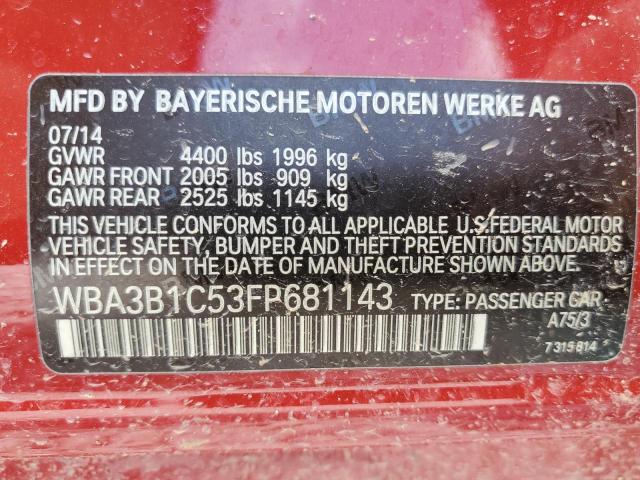 MFD BY BAYERISCHE MOTOREN WERKE AG
07/14
GVWR 4400 lbs 1996 kg
GAWR FRONT 2005 lbs 909 kg
GAWR REAR 2525 lbs 1145 kg
THIS VEHICLE CONFORMS TO ALL APPLICABLE U.S.FEDERAL MOTOR
VEHICLE SAFETY, BUMPER AND THEFT PREVENTION STANDARDS
IN EFFECT ON THE DATE OF MANUFACTURE SHOWN ABOVE.
WBA3B1C53FP681143 TYPE: PASSENGER CAR
A75/3
7 315 814